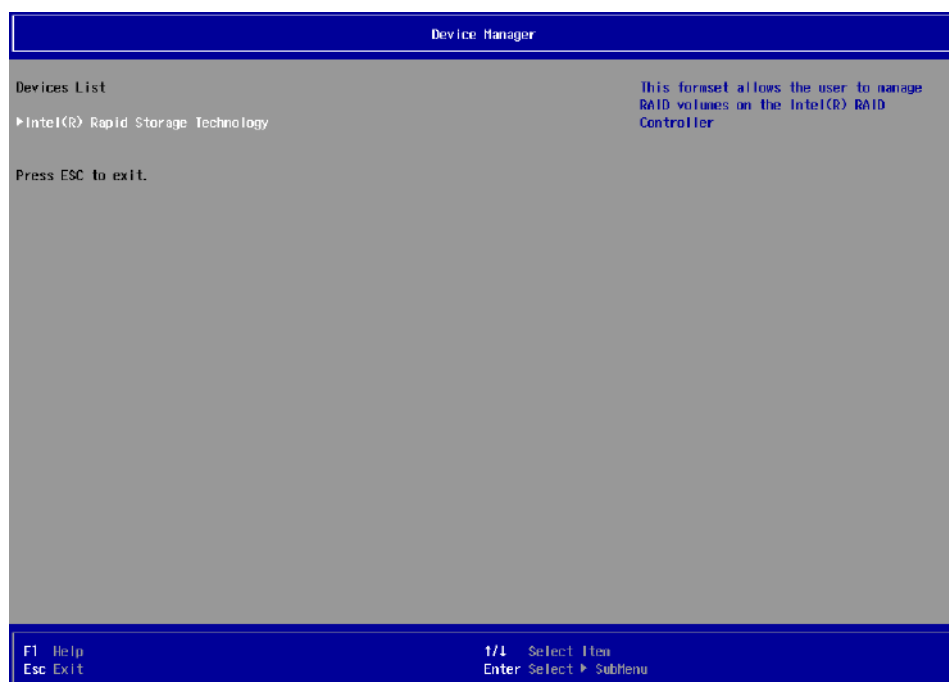 Device Manager
Devices List
▶Intel(R) Rapid Storage Technology
Press ESC to exit.
This formset allows the user to manage
RAID volumes on the Intel(R) RAID
Controller
F1 Help
Esc Exit
↑/↓ Select Item
Enter Select ▶ SubMenu